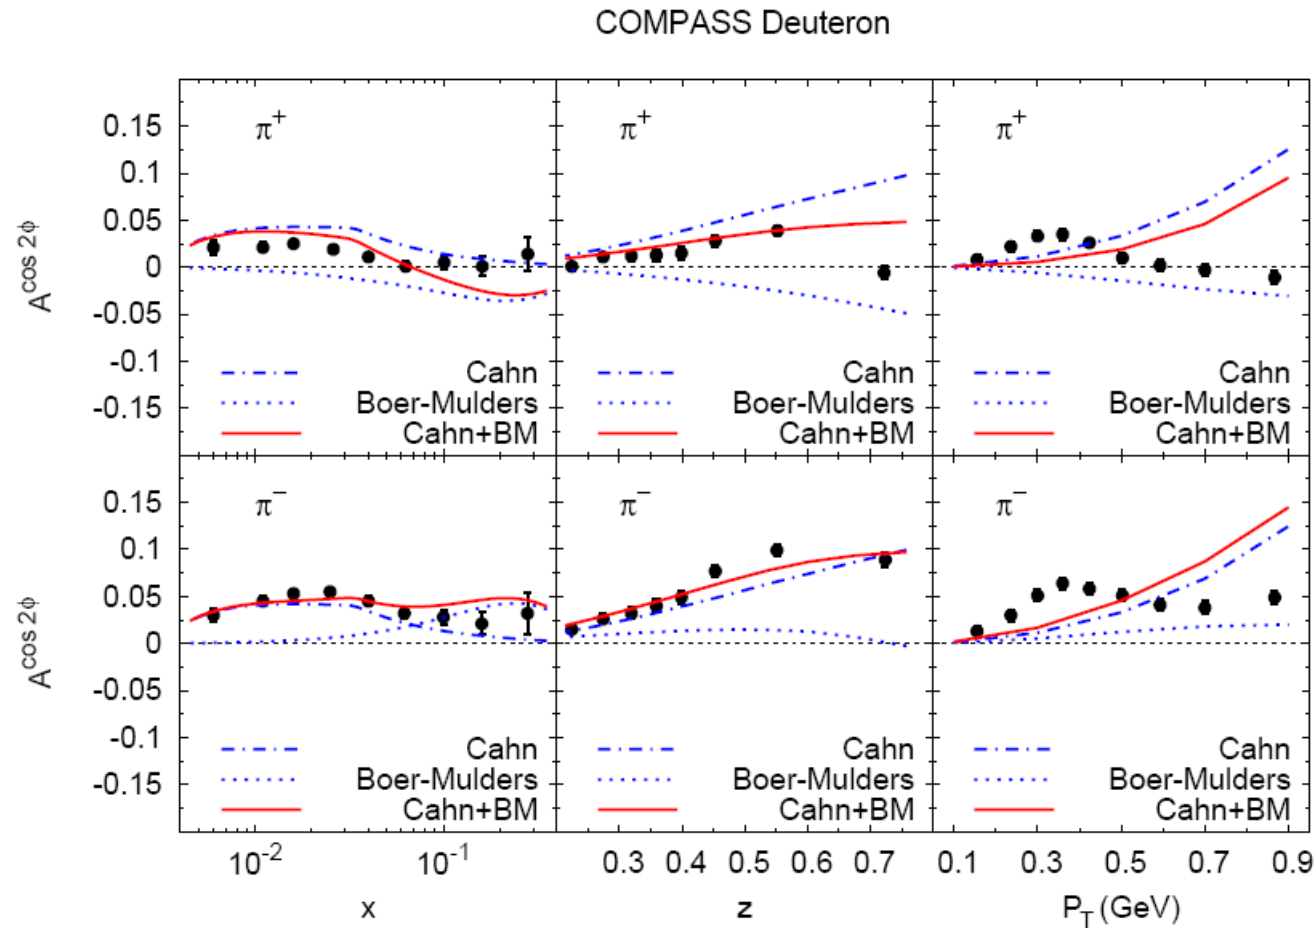 COMPASS Deuteron
A^cos 2ϕ
0.15
0.1
0.05
0
-0.05
-0.1
-0.15
π⁺
Cahn
Boer-Mulders
Cahn+BM
π⁺
Cahn
Boer-Mulders
Cahn+BM
π⁺
Cahn
Boer-Mulders
Cahn+BM
A^cos 2ϕ
0.15
0.1
0.05
0
-0.05
-0.1
-0.15
π⁻
Cahn
Boer-Mulders
Cahn+BM
π⁻
Cahn
Boer-Mulders
Cahn+BM
π⁻
Cahn
Boer-Mulders
Cahn+BM
10⁻² 10⁻¹
0.3 0.4 0.5 0.6 0.7
0.1 0.3 0.5 0.7 0.9
x
z
P_T (GeV)